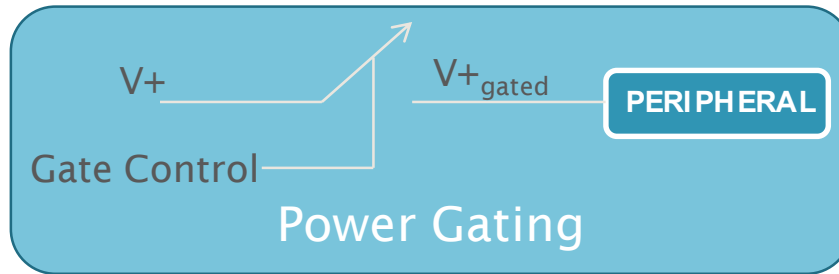 V+
V+gated
PERIPHERAL
Gate Control
Power Gating